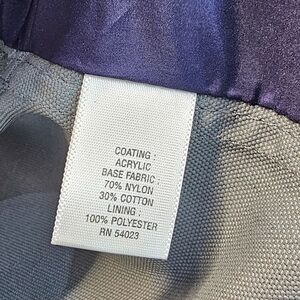 COATING :
ACRYLIC
BASE FABRIC :
70% NYLON
30% COTTON
LINING :
100% POLYESTER
RN 54023